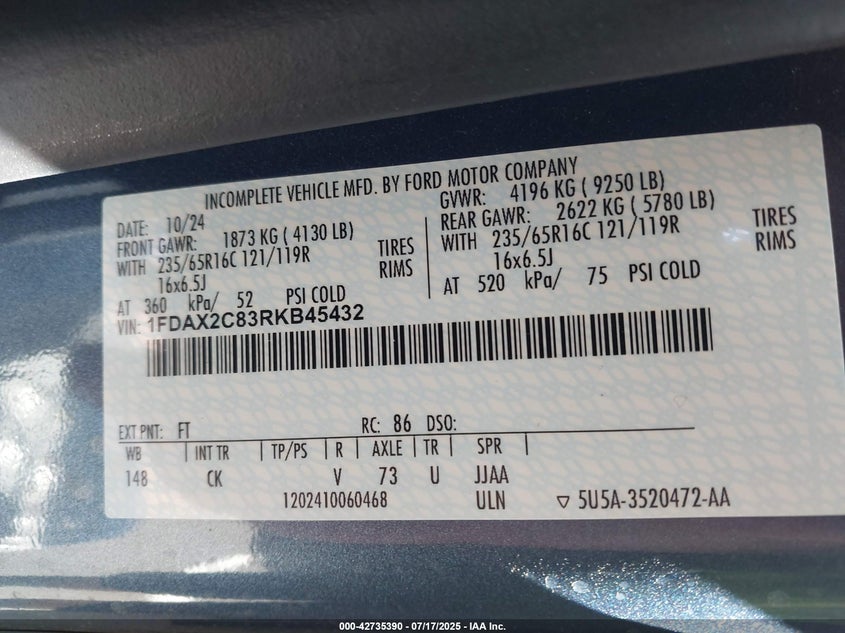 INCOMPLETE VEHICLE MFD. BY FORD MOTOR COMPANY
DATE: 10/24
FRONT GAWR: 1873 KG ( 4130 LB)
WITH 235/65R16C 121/119R TIRES
16x6.5J RIMS
AT 360 kPa/ 52 PSI COLD
GVWR: 4196 KG ( 9250 LB)
REAR GAWR: 2622 KG ( 5780 LB)
WITH 235/65R16C 121/119R TIRES
16x6.5J RIMS
AT 520 kPa/ 75 PSI COLD
VIN: 1FDAX2C83RKB45432
EXT PNT: FT RC: 86 DSO:
WB INT TR TP/PS R AXLE TR SPR
148 CK V 73 U JJAA
1202410060468 ULN ▽ 5U5A-3520472-AA
000-42735390 - 07/17/2025 - IAA Inc.